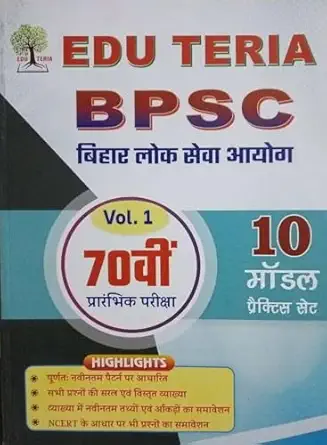 EDU TERIA
EDU TERIA
BPSC
बिहार लोक सेवा आयोग
Vol. 1
70वीं
प्रारंभिक परीक्षा
10
मॉडल
प्रैक्टिस सेट
HIGHLIGHTS
पूर्णतः नवीनतम पैटर्न पर आधारित
सभी प्रश्नों की सरल एवं विस्तृत व्याख्या
व्याख्या में नवीनतम तथ्यों एवं आँकड़ों का समावेशन
NCERT के आधार पर भी प्रश्नों का समावेशन